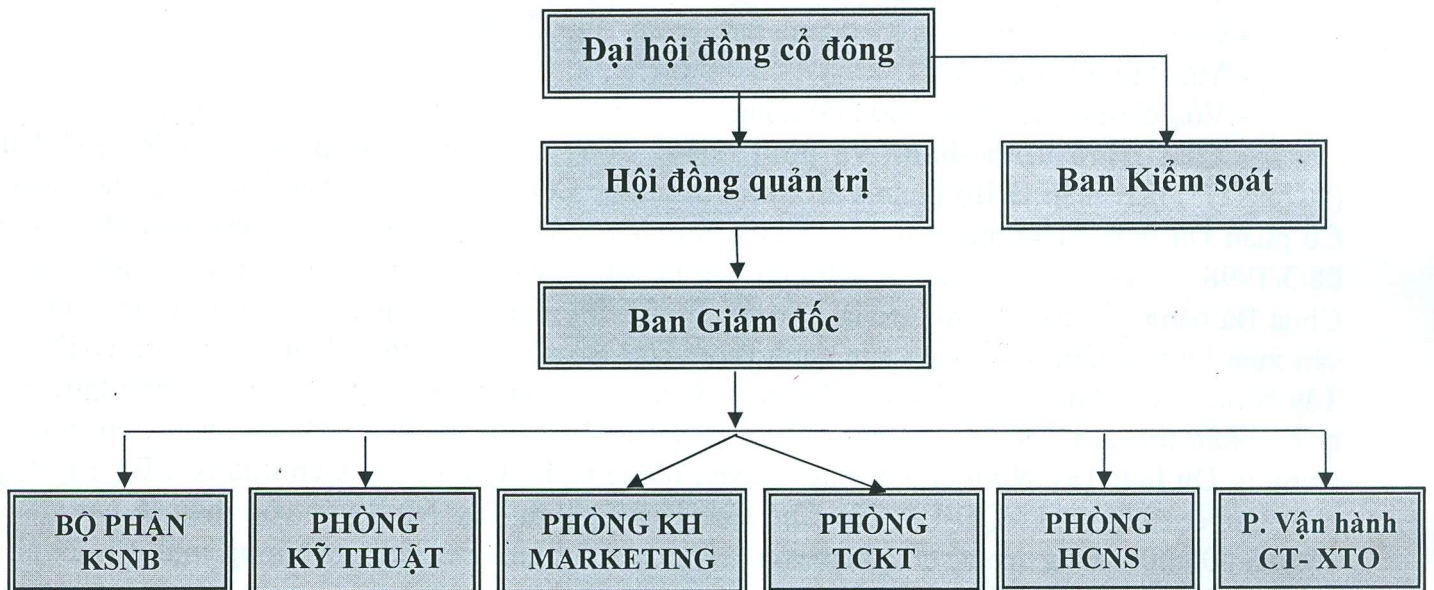 Đại hội đồng cổ đông
Hội đồng quản trị
Ban Kiểm soát
Ban Giám đốc
BỘ PHẬN
KSNB
PHÒNG
KỸ THUẬT
PHÒNG KH
MARKETING
PHÒNG
TCKT
PHÒNG
HCNS
P. Vận hành
CT- XTO